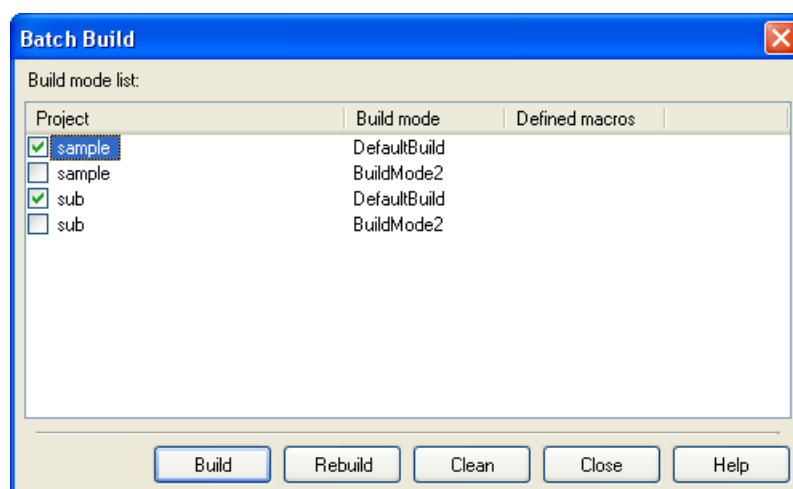 Batch Build
Build mode list:
Project Build mode Defined macros
sample DefaultBuild
sample BuildMode2
sub DefaultBuild
sub BuildMode2
Build Rebuild Clean Close Help